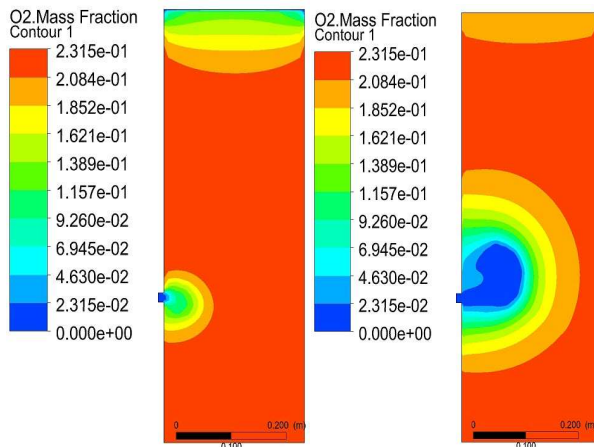 O2.Mass Fraction
Contour 1
2.315e-01
2.084e-01
1.852e-01
1.621e-01
1.389e-01
1.157e-01
9.260e-02
6.945e-02
4.630e-02
2.315e-02
0.000e+00
0
0.200 (m)
0.100
O2.Mass Fraction
Contour 1
2.315e-01
2.084e-01
1.852e-01
1.621e-01
1.389e-01
1.157e-01
9.260e-02
6.945e-02
4.630e-02
2.315e-02
0.000e+00
0
0.200 (m)
0.100